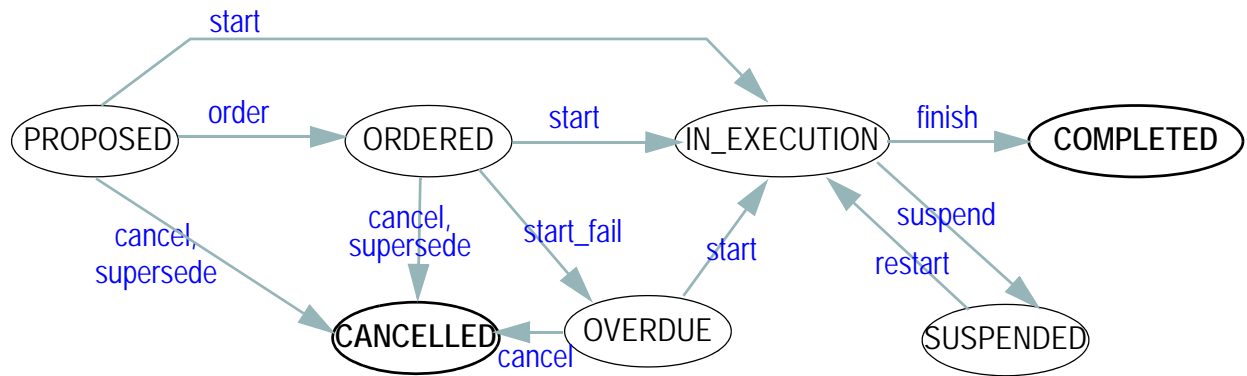 start
order
start
finish
PROPOSED
ORDERED
IN_EXECUTION
COMPLETED
cancel,
supersede
cancel,
supersede
start_fail
start
suspend
restart
CANCELLED
cancel
OVERDUE
SUSPENDED